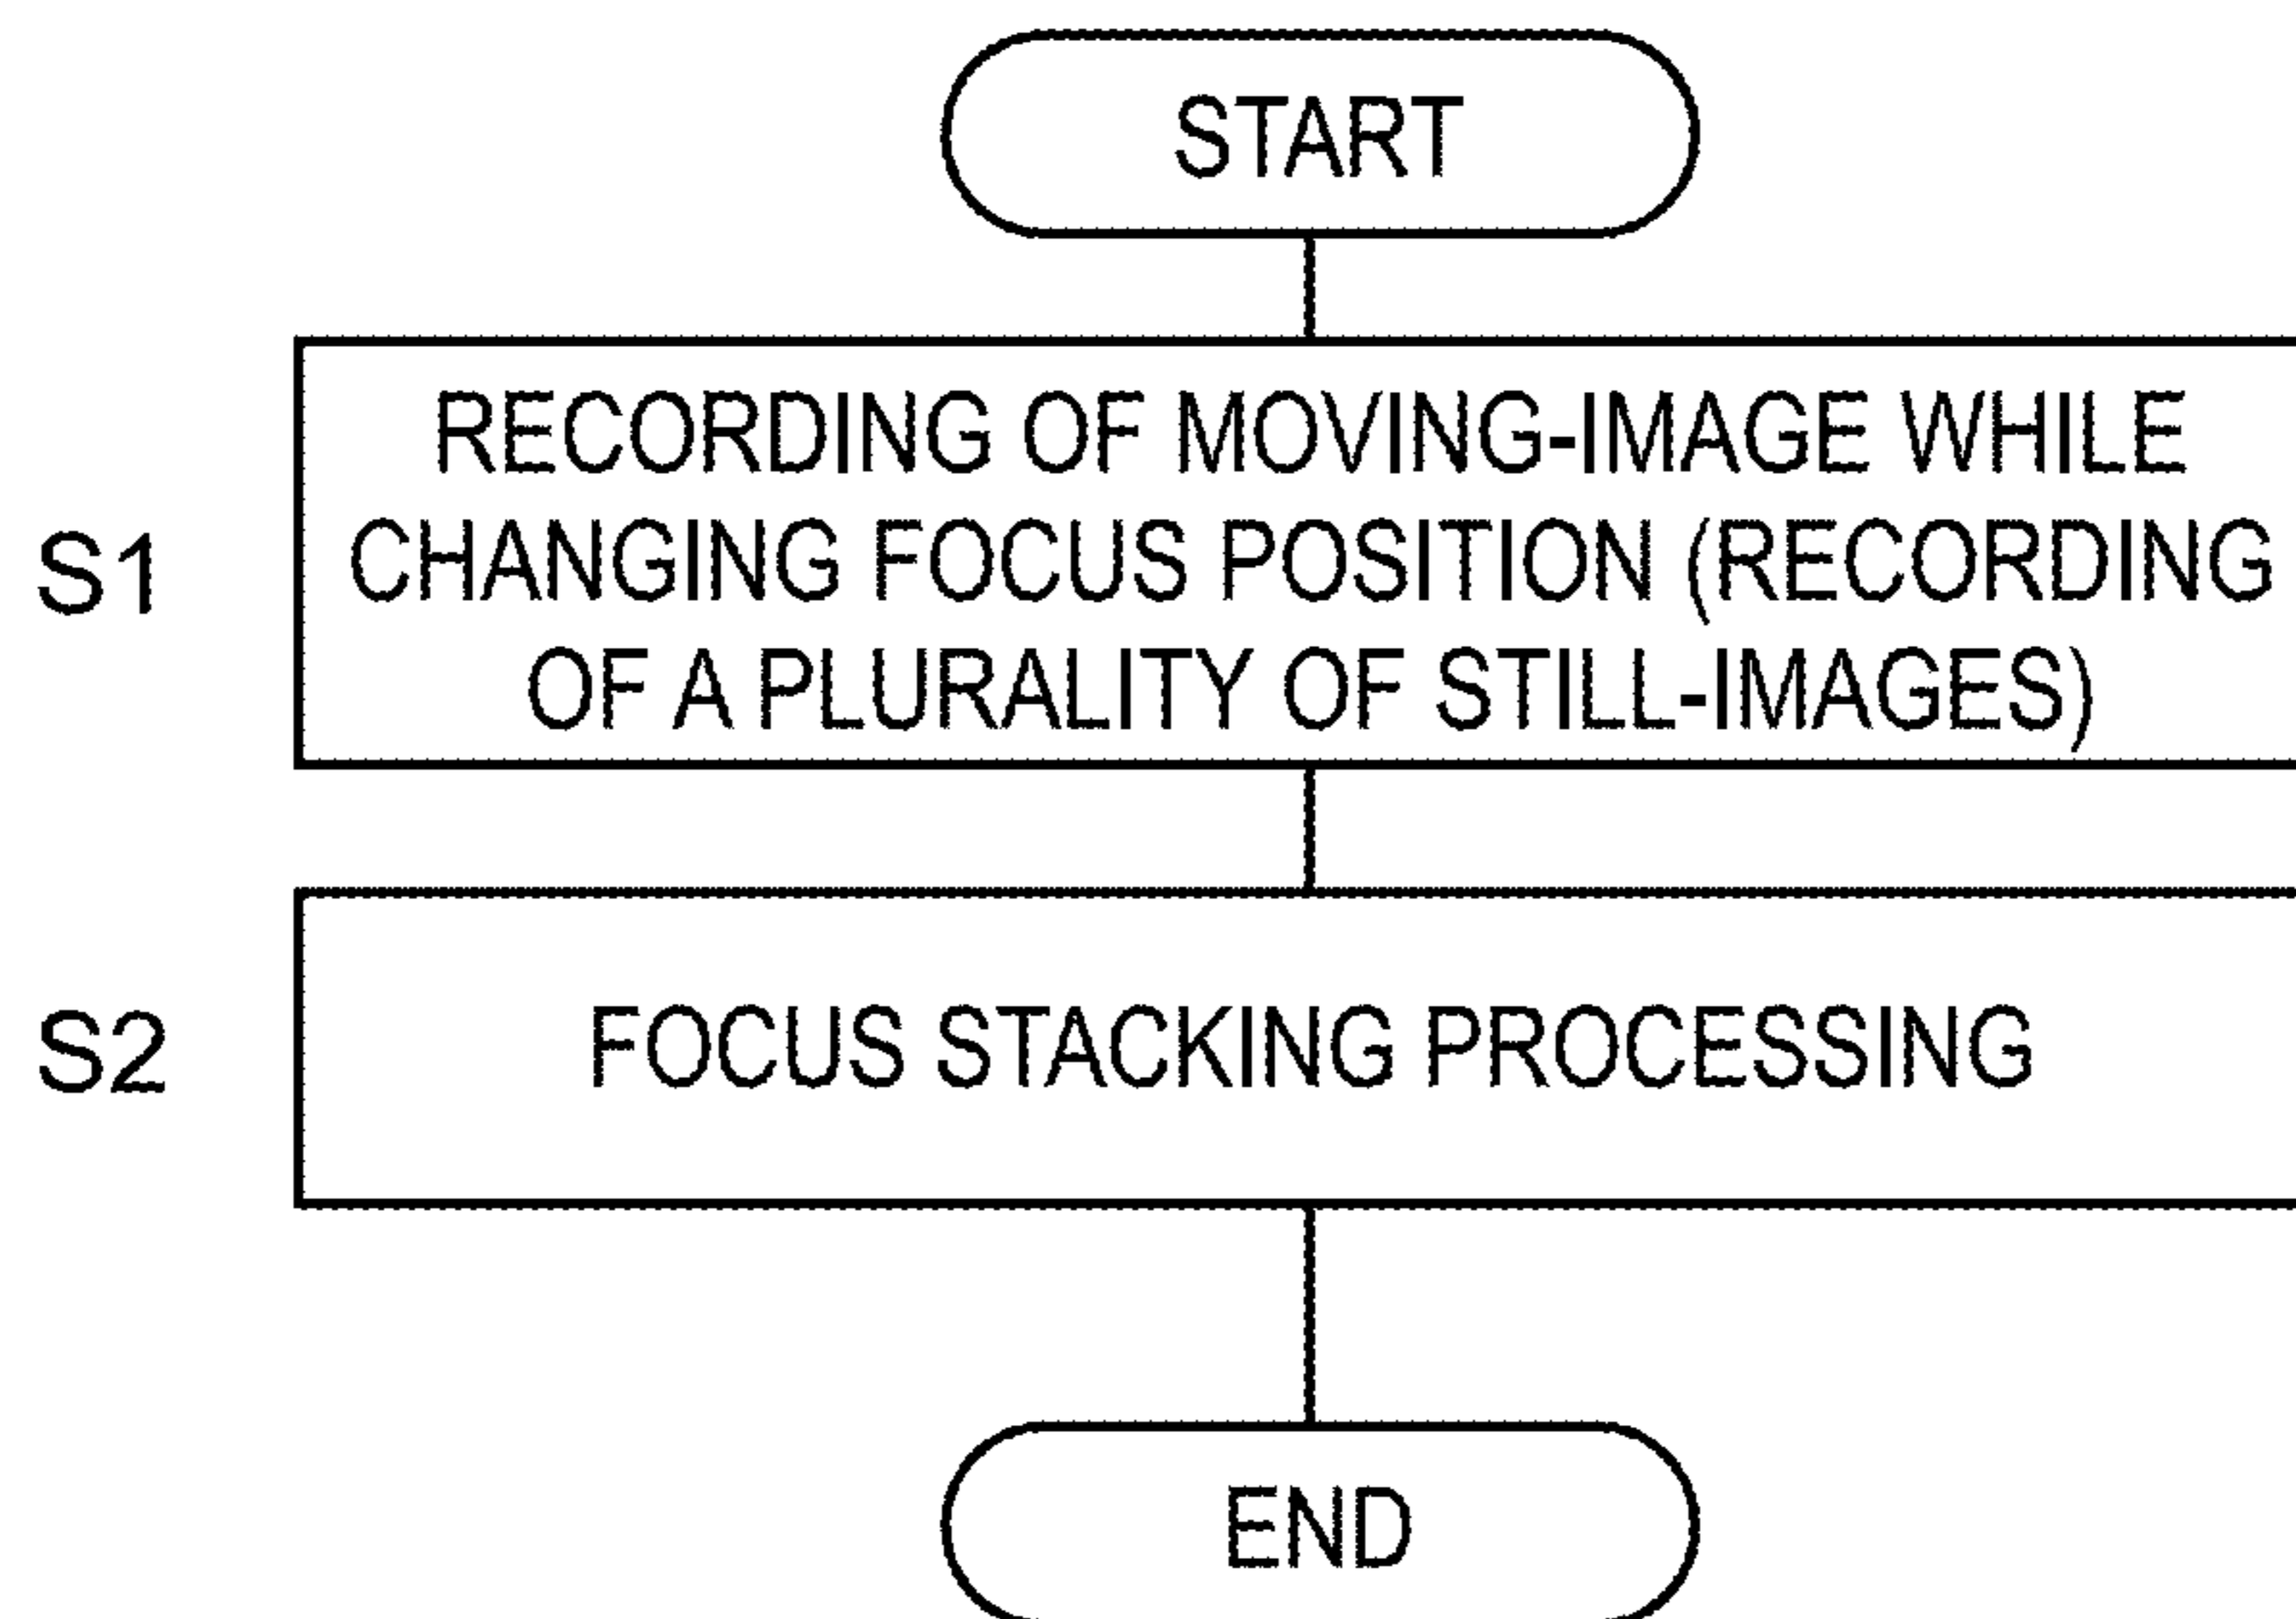 START
S1
RECORDING OF MOVING-IMAGE WHILE
CHANGING FOCUS POSITION (RECORDING
OF A PLURALITY OF STILL-IMAGES)
S2
FOCUS STACKING PROCESSING
END